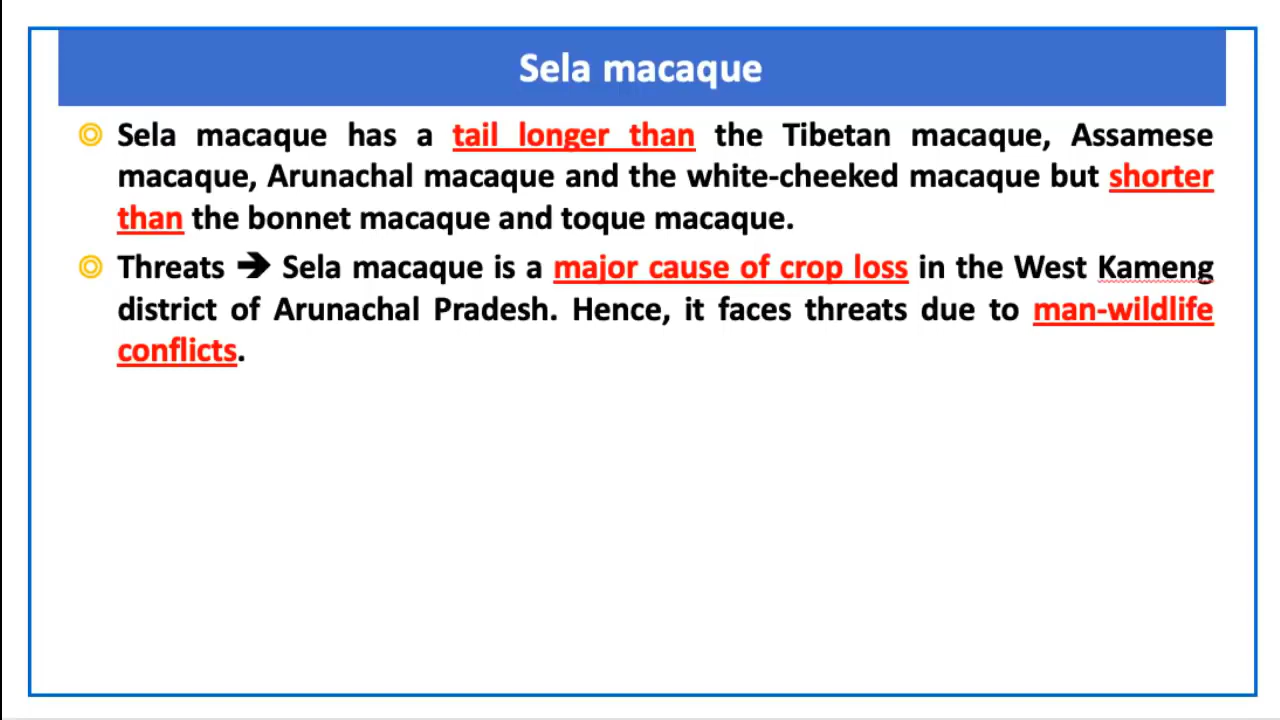 Sela macaque
Sela macaque has a tail longer than the Tibetan macaque, Assamese
macaque, Arunachal macaque and the white-cheeked macaque but shorter
than the bonnet macaque and toque macaque.
Threats ➔ Sela macaque is a major cause of crop loss in the West Kameng
district of Arunachal Pradesh. Hence, it faces threats due to man-wildlife
conflicts.